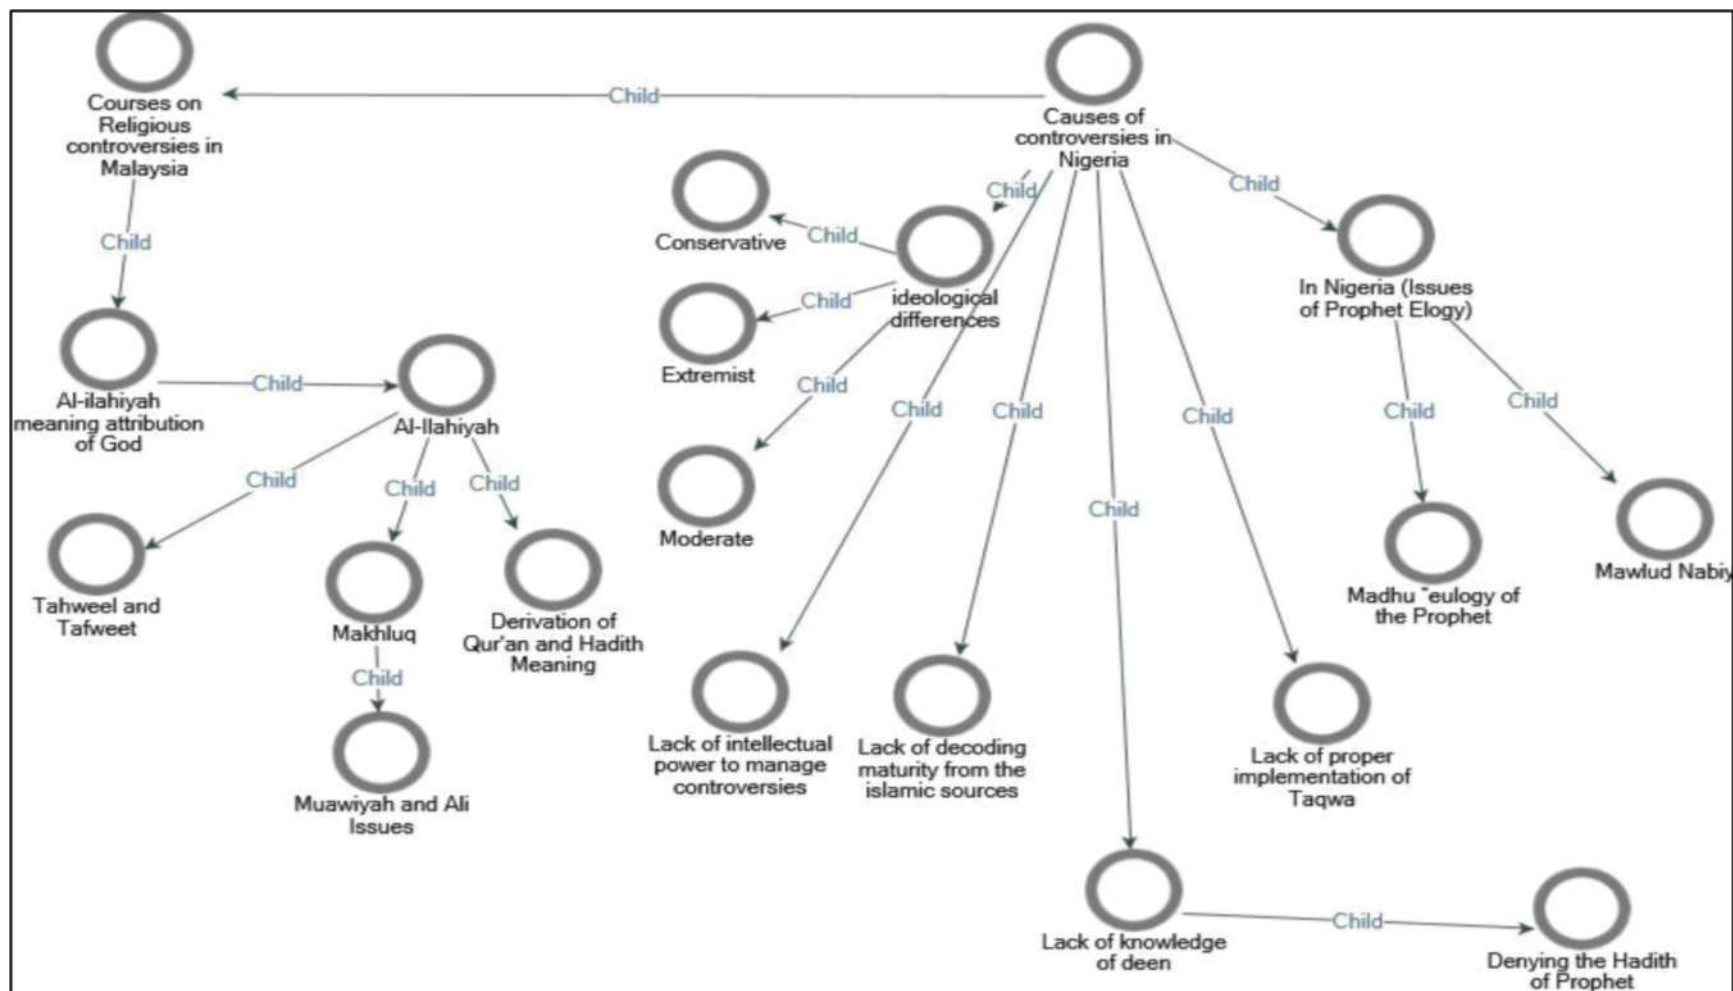 Courses on
Religious
controversies in
Malaysia
Child
Causes of
controversies in
Nigeria
Child
Child
Conservative
Child
ideological
differences
Child
Extremist
Child
Moderate
In Nigeria (Issues
of Prophet Elogy)
Child
Al-ilahiyah
meaning attribution
of God
Child
Al-Ilahiyah
Child
Child
Child
Child
Child
Child
Child
Child
Child
Tahweel and
Tafweet
Makhluq
Child
Derivation of
Qur'an and Hadith
Meaning
Muawiyah and Ali
Issues
Madhu "eulogy of
the Prophet
Mawlud Nabiy
Lack of intellectual
power to manage
controversies
Lack of decoding
maturity from the
islamic sources
Lack of proper
implementation of
Taqwa
Lack of knowledge
of deen
Child
Denying the Hadith
of Prophet